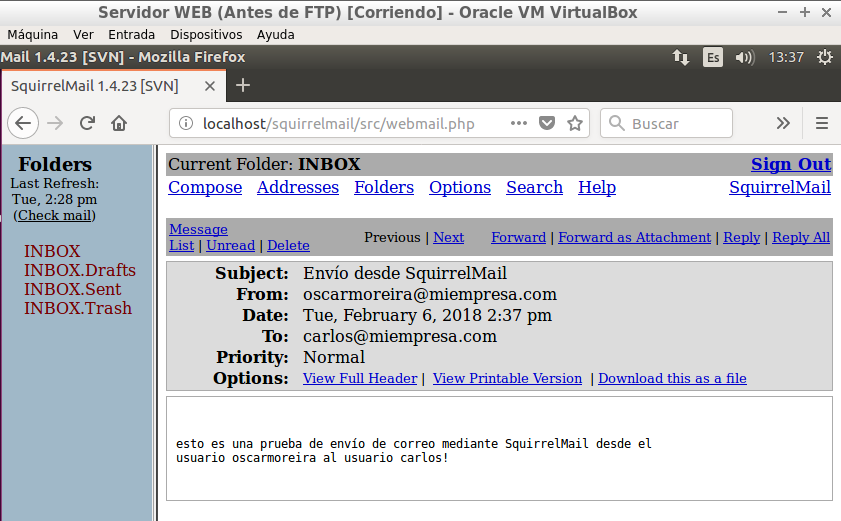 Servidor WEB (Antes de FTP) [Corriendo] - Oracle VM VirtualBox
Máquina Ver Entrada Dispositivos Ayuda
Mail 1.4.23 [SVN] - Mozilla Firefox Es 13:37
SquirrelMail 1.4.23 [SVN]
localhost/squirrelmail/src/webmail.php Buscar
Folders
Last Refresh:
Tue, 2:28 pm
(Check mail)
INBOX
INBOX.Drafts
INBOX.Sent
INBOX.Trash
Current Folder: INBOX Sign Out
Compose Addresses Folders Options Search Help SquirrelMail
Message
List | Unread | Delete Previous | Next Forward | Forward as Attachment | Reply | Reply All
Subject: Envío desde SquirrelMail
From: oscarmoreira@miempresa.com
Date: Tue, February 6, 2018 2:37 pm
To: carlos@miempresa.com
Priority: Normal
Options: View Full Header | View Printable Version | Download this as a file
esto es una prueba de envío de correo mediante SquirrelMail desde el
usuario oscarmoreira al usuario carlos!